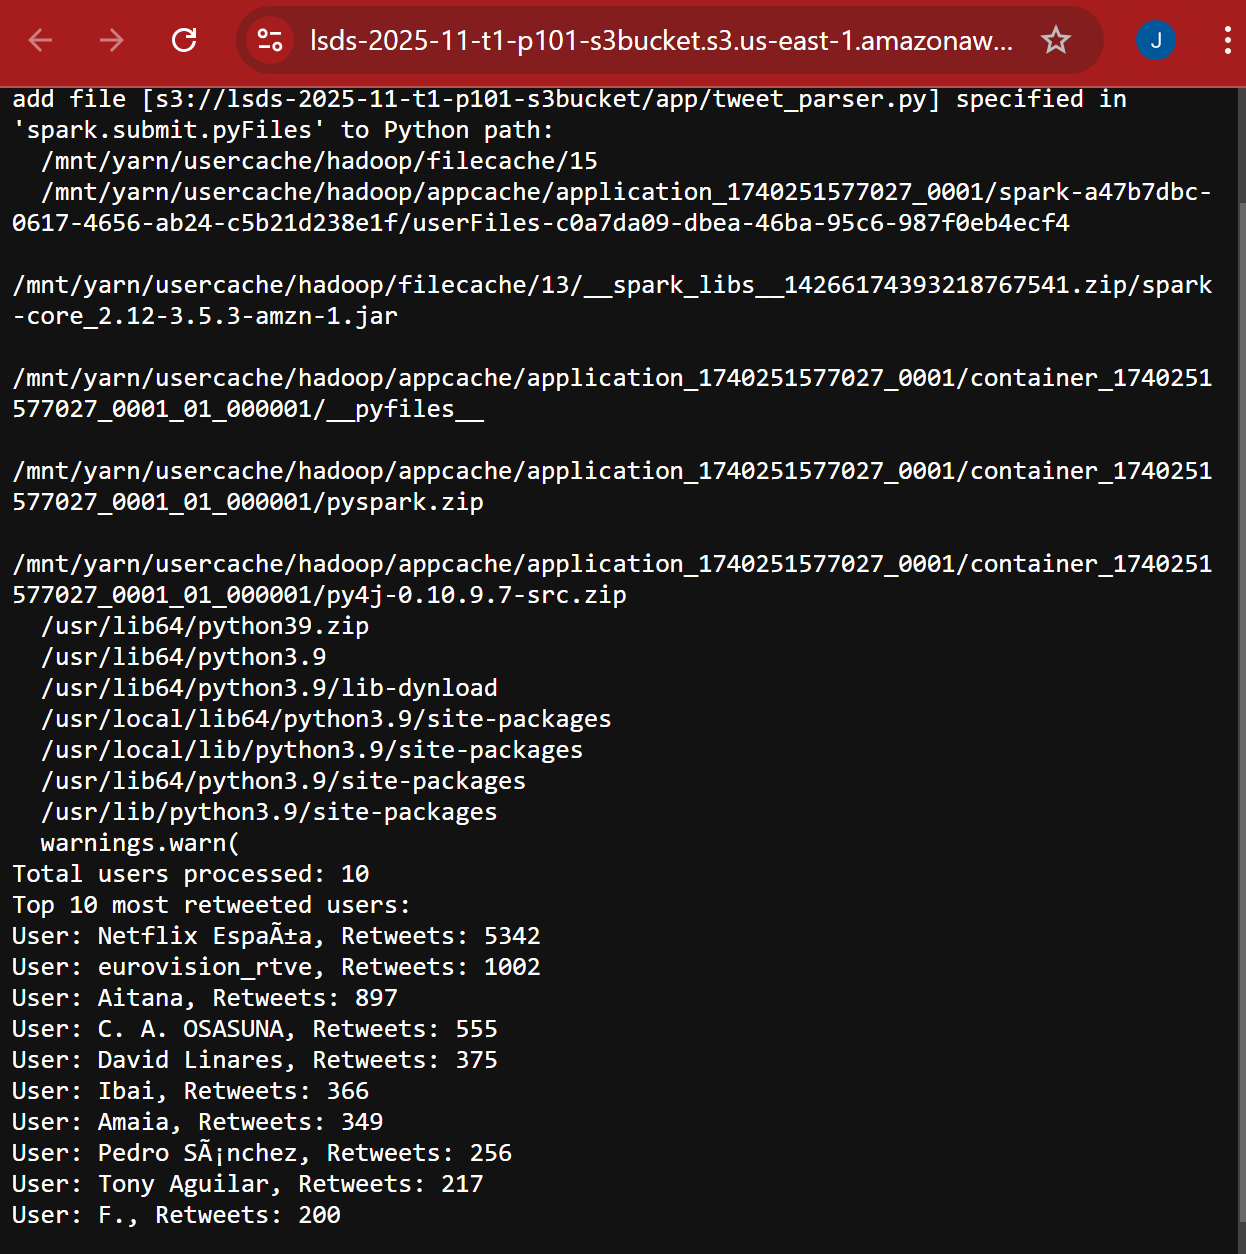 lsds-2025-11-t1-p101-s3bucket.s3.us-east-1.amazonaw...
J
add file [s3://lsds-2025-11-t1-p101-s3bucket/app/tweet_parser.py] specified in
'spark.submit.pyFiles' to Python path:
/mnt/yarn/usercache/hadoop/filecache/15
/mnt/yarn/usercache/hadoop/appcache/application_1740251577027_0001/spark-a47b7dbc-
0617-4656-ab24-c5b21d238e1f/userFiles-c0a7da09-dbea-46ba-95c6-987f0eb4ecf4
/mnt/yarn/usercache/hadoop/filecache/13/__spark_libs__14266174393218767541.zip/spark
-core_2.12-3.5.3-amzn-1.jar
/mnt/yarn/usercache/hadoop/appcache/application_1740251577027_0001/container_1740251
577027_0001_01_000001/__pyfiles__
/mnt/yarn/usercache/hadoop/appcache/application_1740251577027_0001/container_1740251
577027_0001_01_000001/pyspark.zip
/mnt/yarn/usercache/hadoop/appcache/application_1740251577027_0001/container_1740251
577027_0001_01_000001/py4j-0.10.9.7-src.zip
/usr/lib64/python39.zip
/usr/lib64/python3.9
/usr/lib64/python3.9/lib-dynload
/usr/local/lib64/python3.9/site-packages
/usr/local/lib/python3.9/site-packages
/usr/lib64/python3.9/site-packages
/usr/lib/python3.9/site-packages
warnings.warn(
Total users processed: 10
Top 10 most retweeted users:
User: Netflix EspaÃ±a, Retweets: 5342
User: eurovision_rtve, Retweets: 1002
User: Aitana, Retweets: 897
User: C. A. OSASUNA, Retweets: 555
User: David Linares, Retweets: 375
User: Ibai, Retweets: 366
User: Amaia, Retweets: 349
User: Pedro SÃ¡nchez, Retweets: 256
User: Tony Aguilar, Retweets: 217
User: F., Retweets: 200